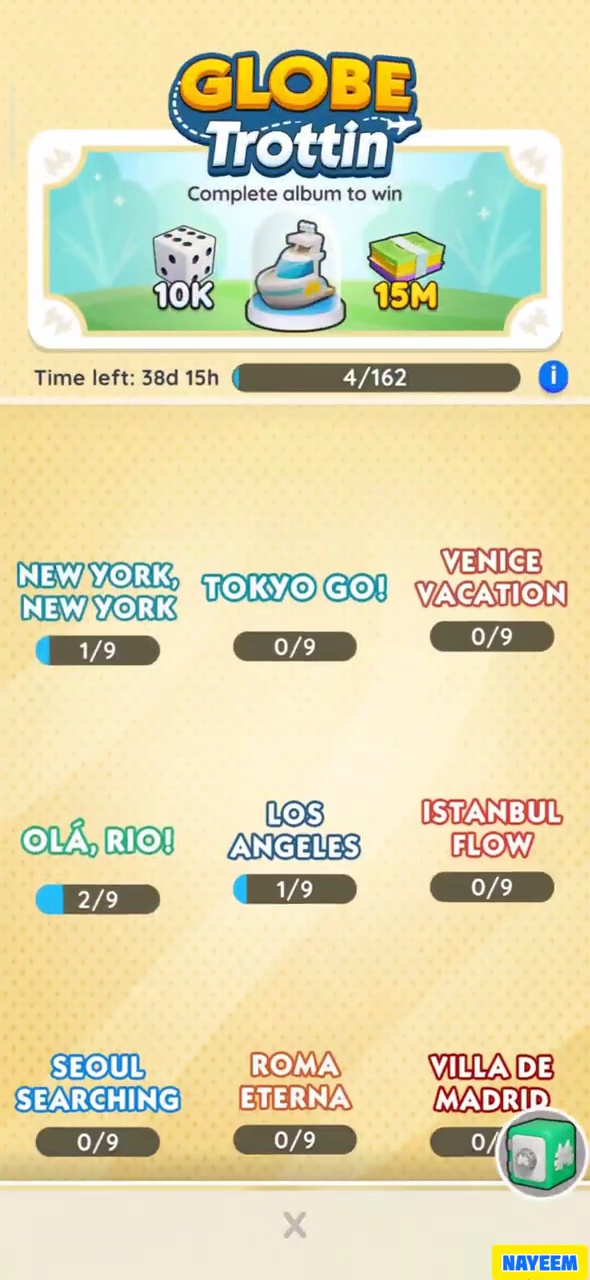 GLOBE
Trottin
Complete album to win
10K
15M
Time left: 38d 15h
4/162
i
NEW YORK,
NEW YORK
1/9
TOKYO GO!
0/9
VENICE
VACATION
0/9
OLÁ, RIO!
2/9
LOS
ANGELES
1/9
ISTANBUL
FLOW
0/9
SEOUL
SEARCHING
0/9
ROMA
ETERNA
0/9
VILLA DE
MADRID
0/
X
NAYEEM